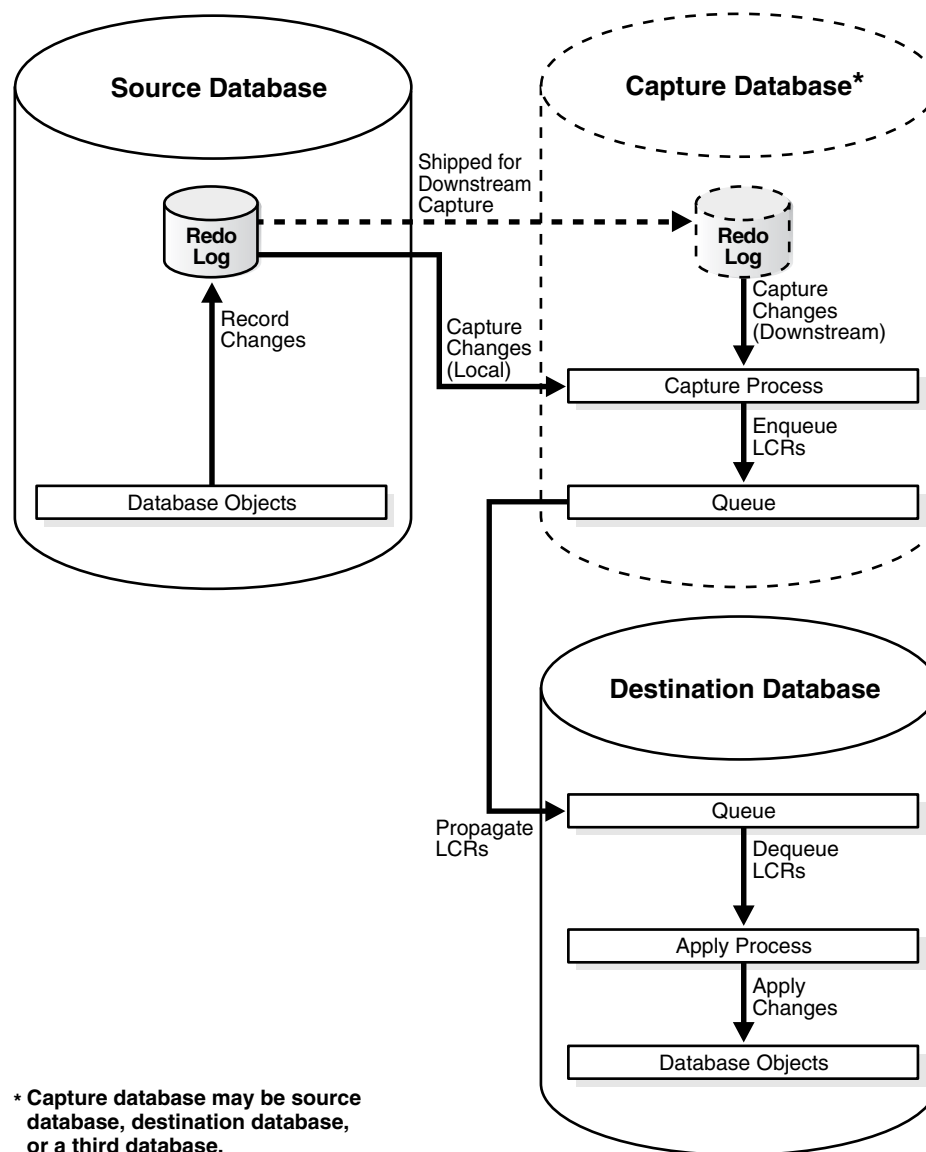 Source Database
Capture Database*
Shipped for
Downstream
Capture
Redo
Log
Redo
Log
Record
Changes
Capture
Changes
(Local)
Capture
Changes
(Downstream)
Capture Process
Enqueue
LCRs
Database Objects
Queue
Destination Database
Queue
Propagate
LCRs
Dequeue
LCRs
Apply Process
Apply
Changes
Database Objects
* Capture database may be source
database, destination database,
or a third database.